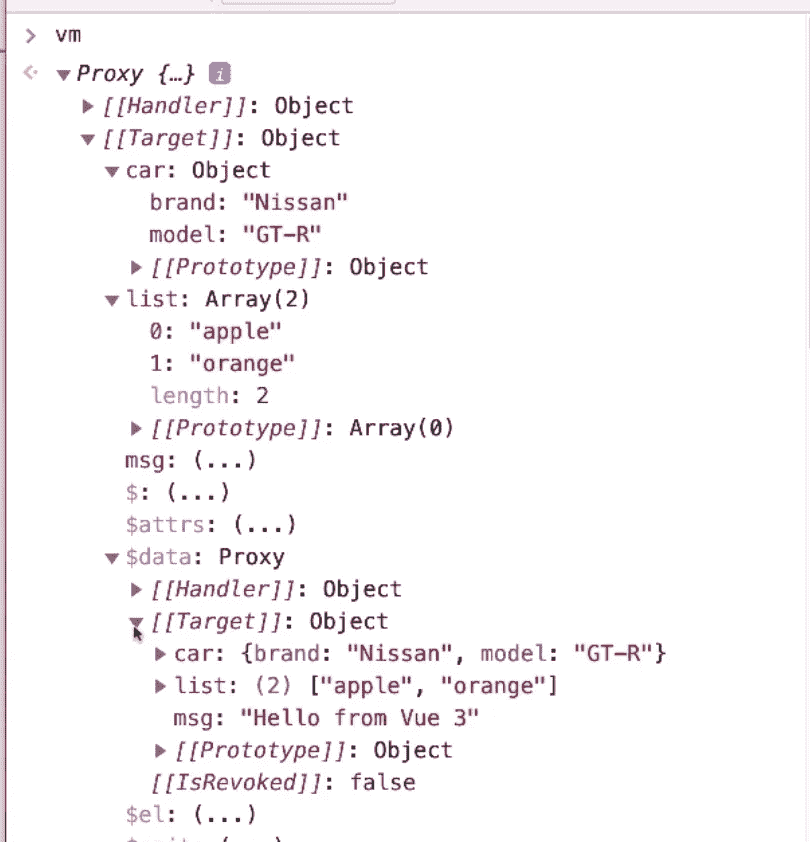 vm
Proxy {…} i
[[Handler]]: Object
[[Target]]: Object
car: Object
brand: "Nissan"
model: "GT-R"
[[Prototype]]: Object
list: Array(2)
0: "apple"
1: "orange"
length: 2
[[Prototype]]: Array(0)
msg: (...)
$: (...)
$attrs: (...)
$data: Proxy
[[Handler]]: Object
[[Target]]: Object
car: {brand: "Nissan", model: "GT-R"}
list: (2) ["apple", "orange"]
msg: "Hello from Vue 3"
[[Prototype]]: Object
[[IsRevoked]]: false
$el: (...)